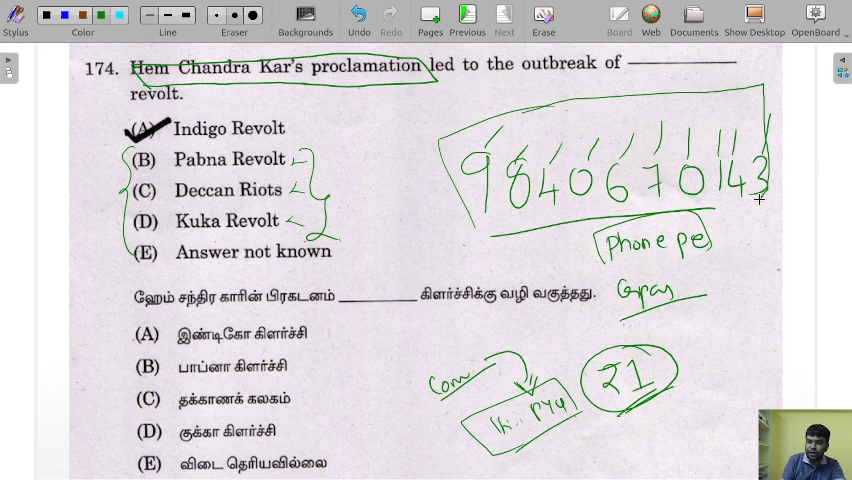 Stylus
Color
Line
Backgrounds
Undo
Redo
Pages
Previous
Next
Erase
Board
Web
Documents
Show Desktop
OpenBoard
174. Hem Chandra Kar's proclamation led to the outbreak of ___________
revolt.
(A) Indigo Revolt
(B) Pabna Revolt
(C) Deccan Riots
(D) Kuka Revolt
(E) Answer not known
9840670143
Phone pe
Gpay
Com
₹1
ஹேம் சந்திர காரின் பிரகடனம் ________ கிளர்ச்சிக்கு வழி வகுத்தது.
(A) இண்டிகோ கிளர்ச்சி
(B) பாப்னா கிளர்ச்சி
(C) தக்காணக் கலகம்
(D) குக்கா கிளர்ச்சி
(E) விடை தெரியவில்லை